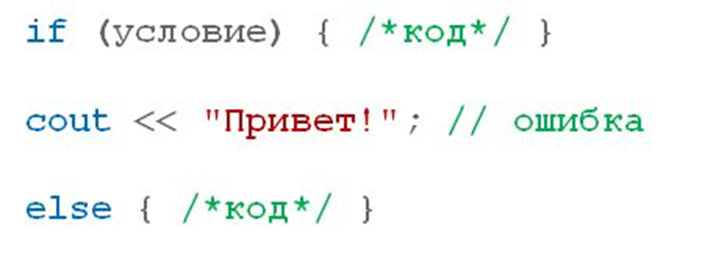 if (условие) { /*код*/ }
cout << "Привет!"; // ошибка
else { /*код*/ }